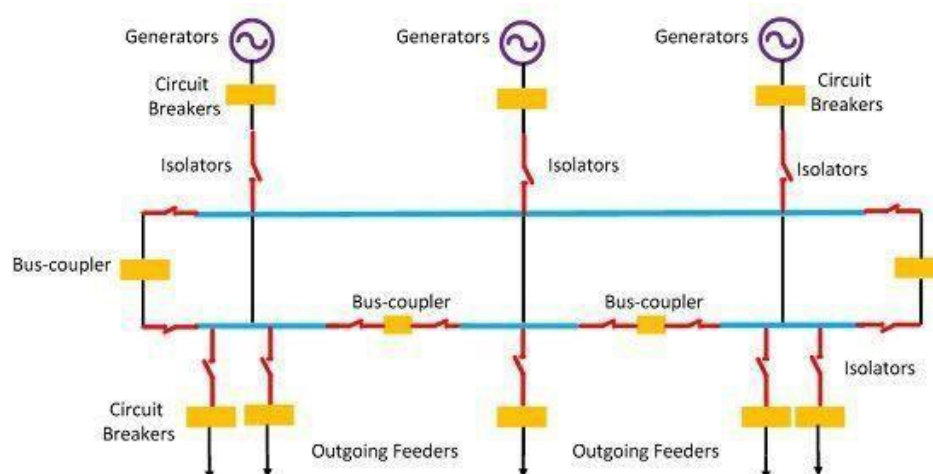 Generators
Generators
Generators
Circuit
Breakers
Circuit
Breakers
Isolators
Isolators
Isolators
Bus-coupler
Bus-coupler
Bus-coupler
Isolators
Circuit
Breakers
Outgoing Feeders
Outgoing Feeders